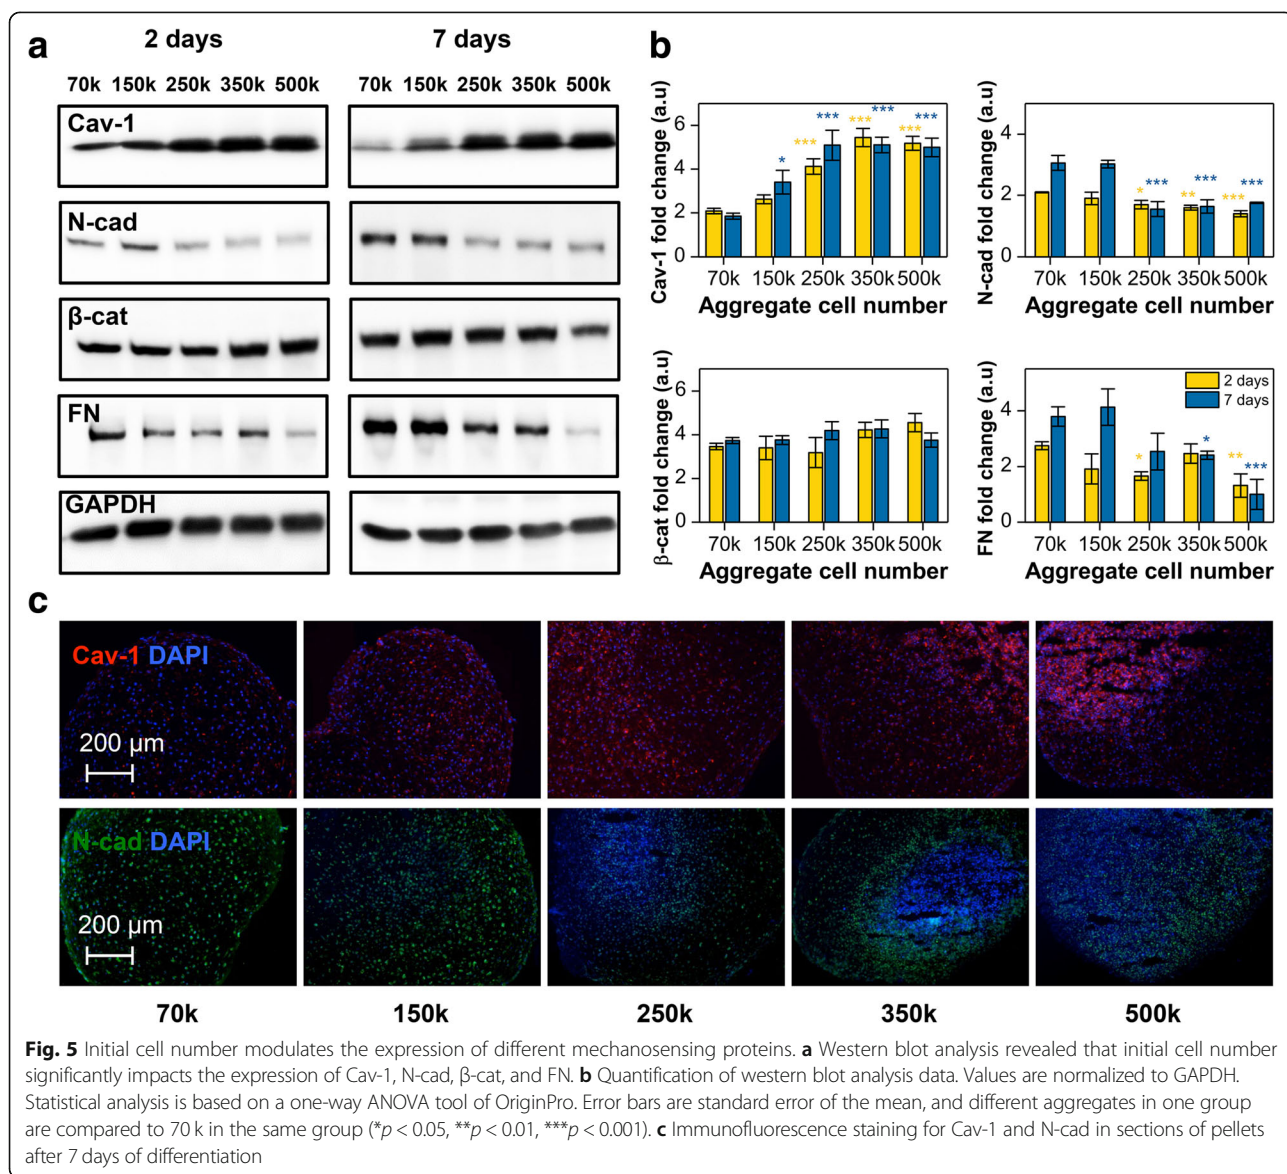 a
2 days
7 days
70k 150k 250k 350k 500k
70k 150k 250k 350k 500k
Cav-1
N-cad
β-cat
FN
GAPDH
b
Cav-1 fold change (a.u)
6
4
2
0
*** *** *** *** *** *** *
70k 150k 250k 350k 500k
Aggregate cell number
N-cad fold change (a.u)
4
2
0
* *** ** *** *** ***
70k 150k 250k 350k 500k
Aggregate cell number
β-cat fold change (a.u)
6
4
2
0
70k 150k 250k 350k 500k
Aggregate cell number
FN fold change (a.u)
4
2
0
2 days
7 days
* * ** ***
70k 150k 250k 350k 500k
Aggregate cell number
c
Cav-1 DAPI
200 µm
N-cad DAPI
200 µm
70k 150k 250k 350k 500k
Fig. 5 Initial cell number modulates the expression of different mechanosensing proteins. a Western blot analysis revealed that initial cell number
significantly impacts the expression of Cav-1, N-cad, β-cat, and FN. b Quantification of western blot analysis data. Values are normalized to GAPDH.
Statistical analysis is based on a one-way ANOVA tool of OriginPro. Error bars are standard error of the mean, and different aggregates in one group
are compared to 70 k in the same group (*p < 0.05, **p < 0.01, ***p < 0.001). c Immunofluorescence staining for Cav-1 and N-cad in sections of pellets
after 7 days of differentiation